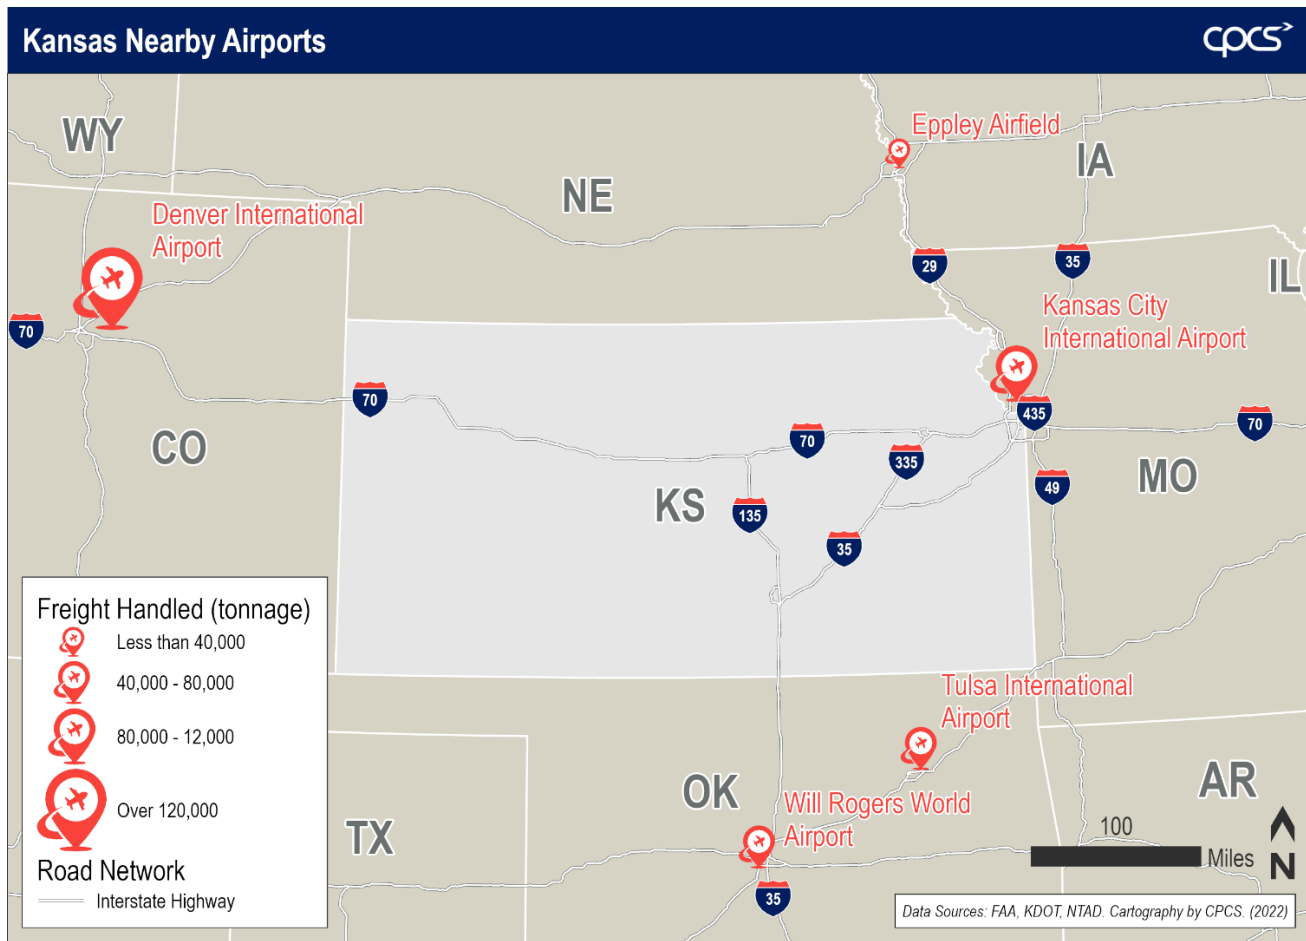 Kansas Nearby Airports
cpcs
WY
Eppley Airfield
IA
NE
Denver International
Airport
29
35
IL
Kansas City
International Airport
70
70
435
70
70
CO
335
MO
KS
49
135
35
Freight Handled (tonnage)
Less than 40,000
40,000 - 80,000
80,000 - 12,000
Over 120,000
Road Network
Interstate Highway
Tulsa International
Airport
OK
AR
Will Rogers World
Airport
TX
100
Miles
N
35
Data Sources: FAA, KDOT, NTAD. Cartography by CPCS. (2022)